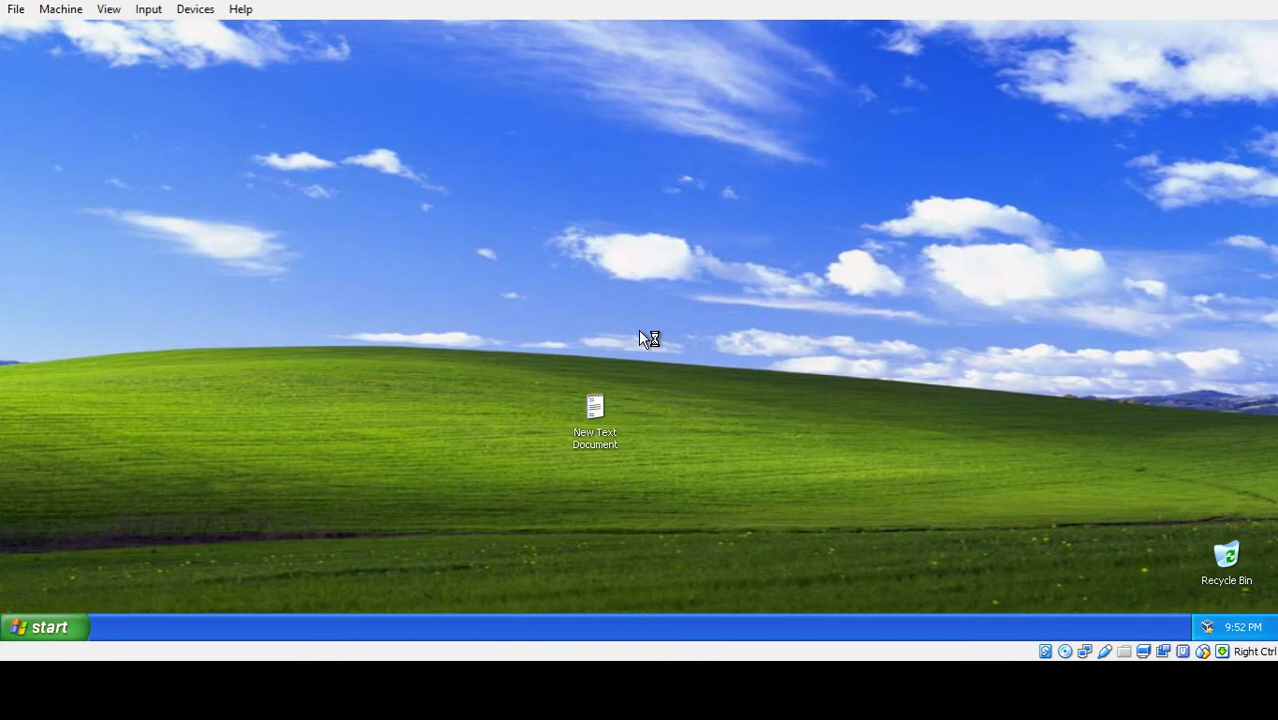 File Machine View Input Devices Help
New Text
Document
Recycle Bin
start
9:52 PM
Right Ctrl